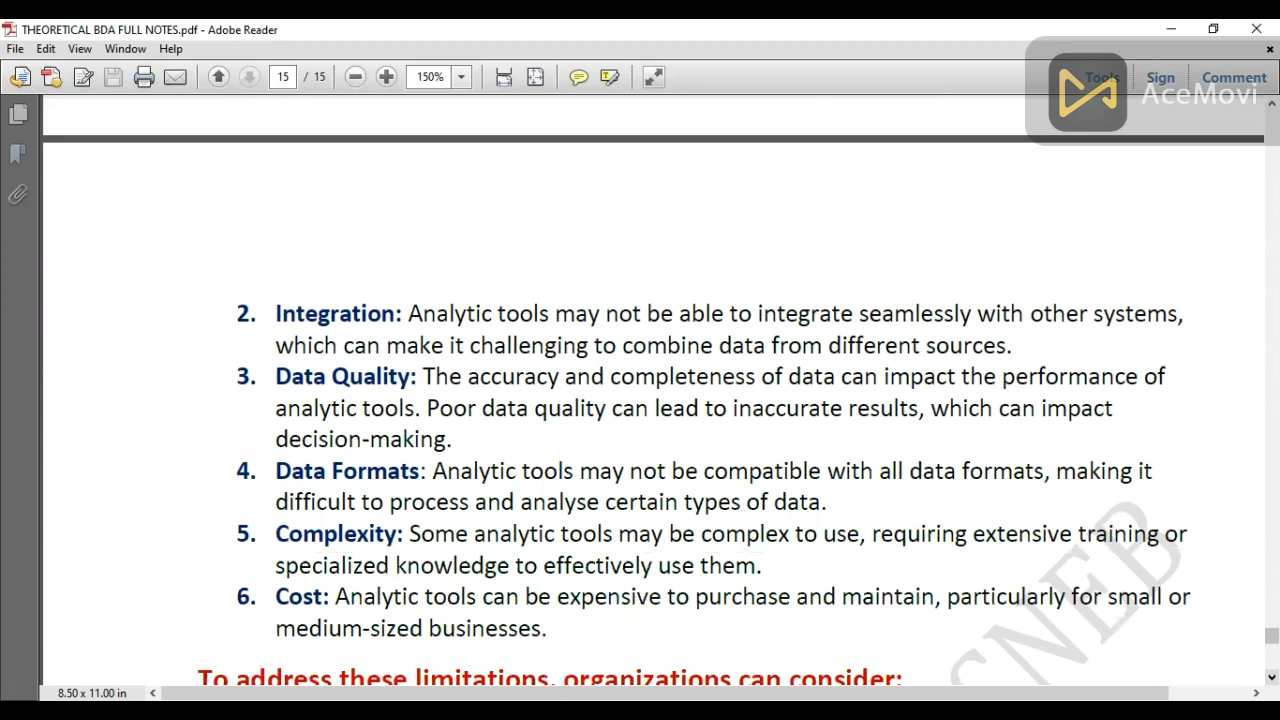 THEORETICAL BDA FULL NOTES.pdf - Adobe Reader
File Edit View Window Help
15 / 15 150% Tools Sign Comment
AceMovi
2. Integration: Analytic tools may not be able to integrate seamlessly with other systems,
which can make it challenging to combine data from different sources.
3. Data Quality: The accuracy and completeness of data can impact the performance of
analytic tools. Poor data quality can lead to inaccurate results, which can impact
decision-making.
4. Data Formats: Analytic tools may not be compatible with all data formats, making it
difficult to process and analyse certain types of data.
5. Complexity: Some analytic tools may be complex to use, requiring extensive training or
specialized knowledge to effectively use them.
6. Cost: Analytic tools can be expensive to purchase and maintain, particularly for small or
medium-sized businesses.
To address these limitations, organizations can consider:
SNEB
8.50 x 11.00 in